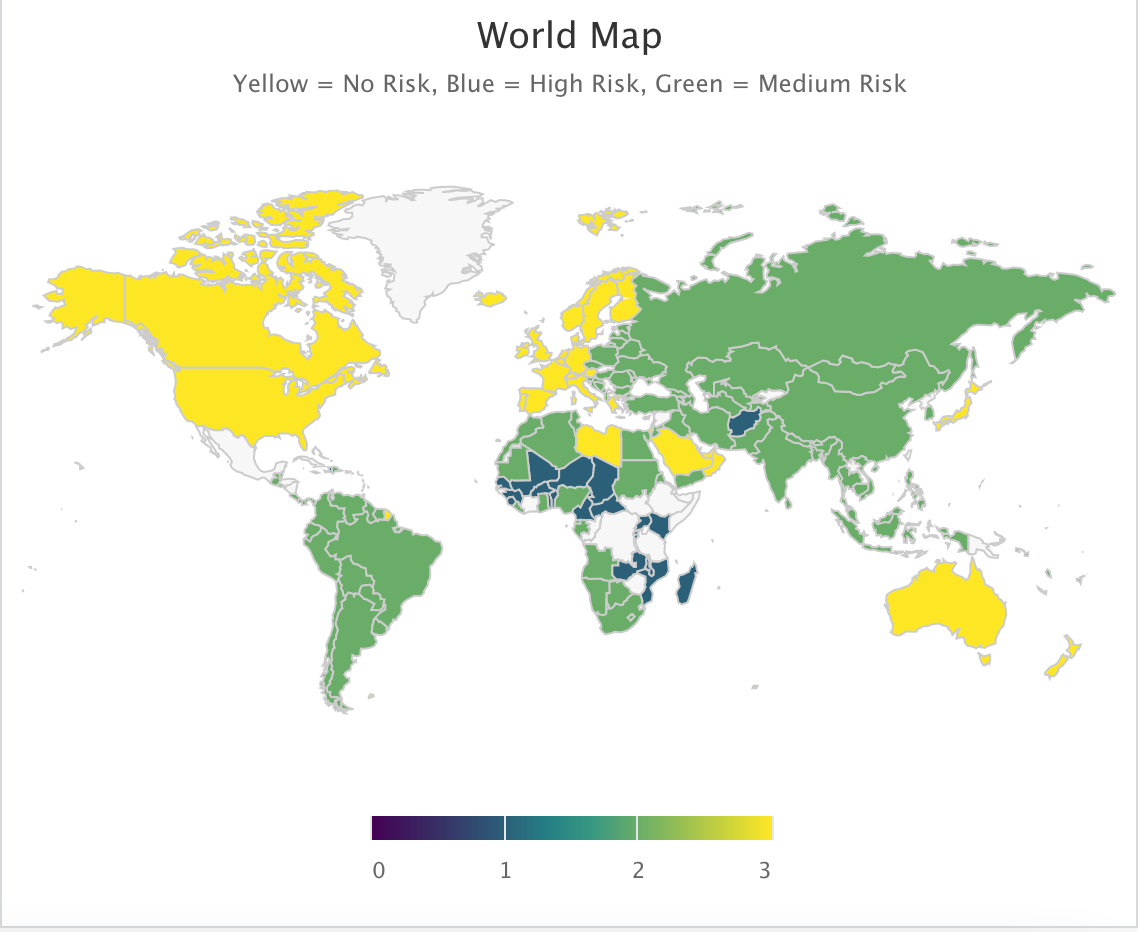 World Map
Yellow = No Risk, Blue = High Risk, Green = Medium Risk
0 1 2 3